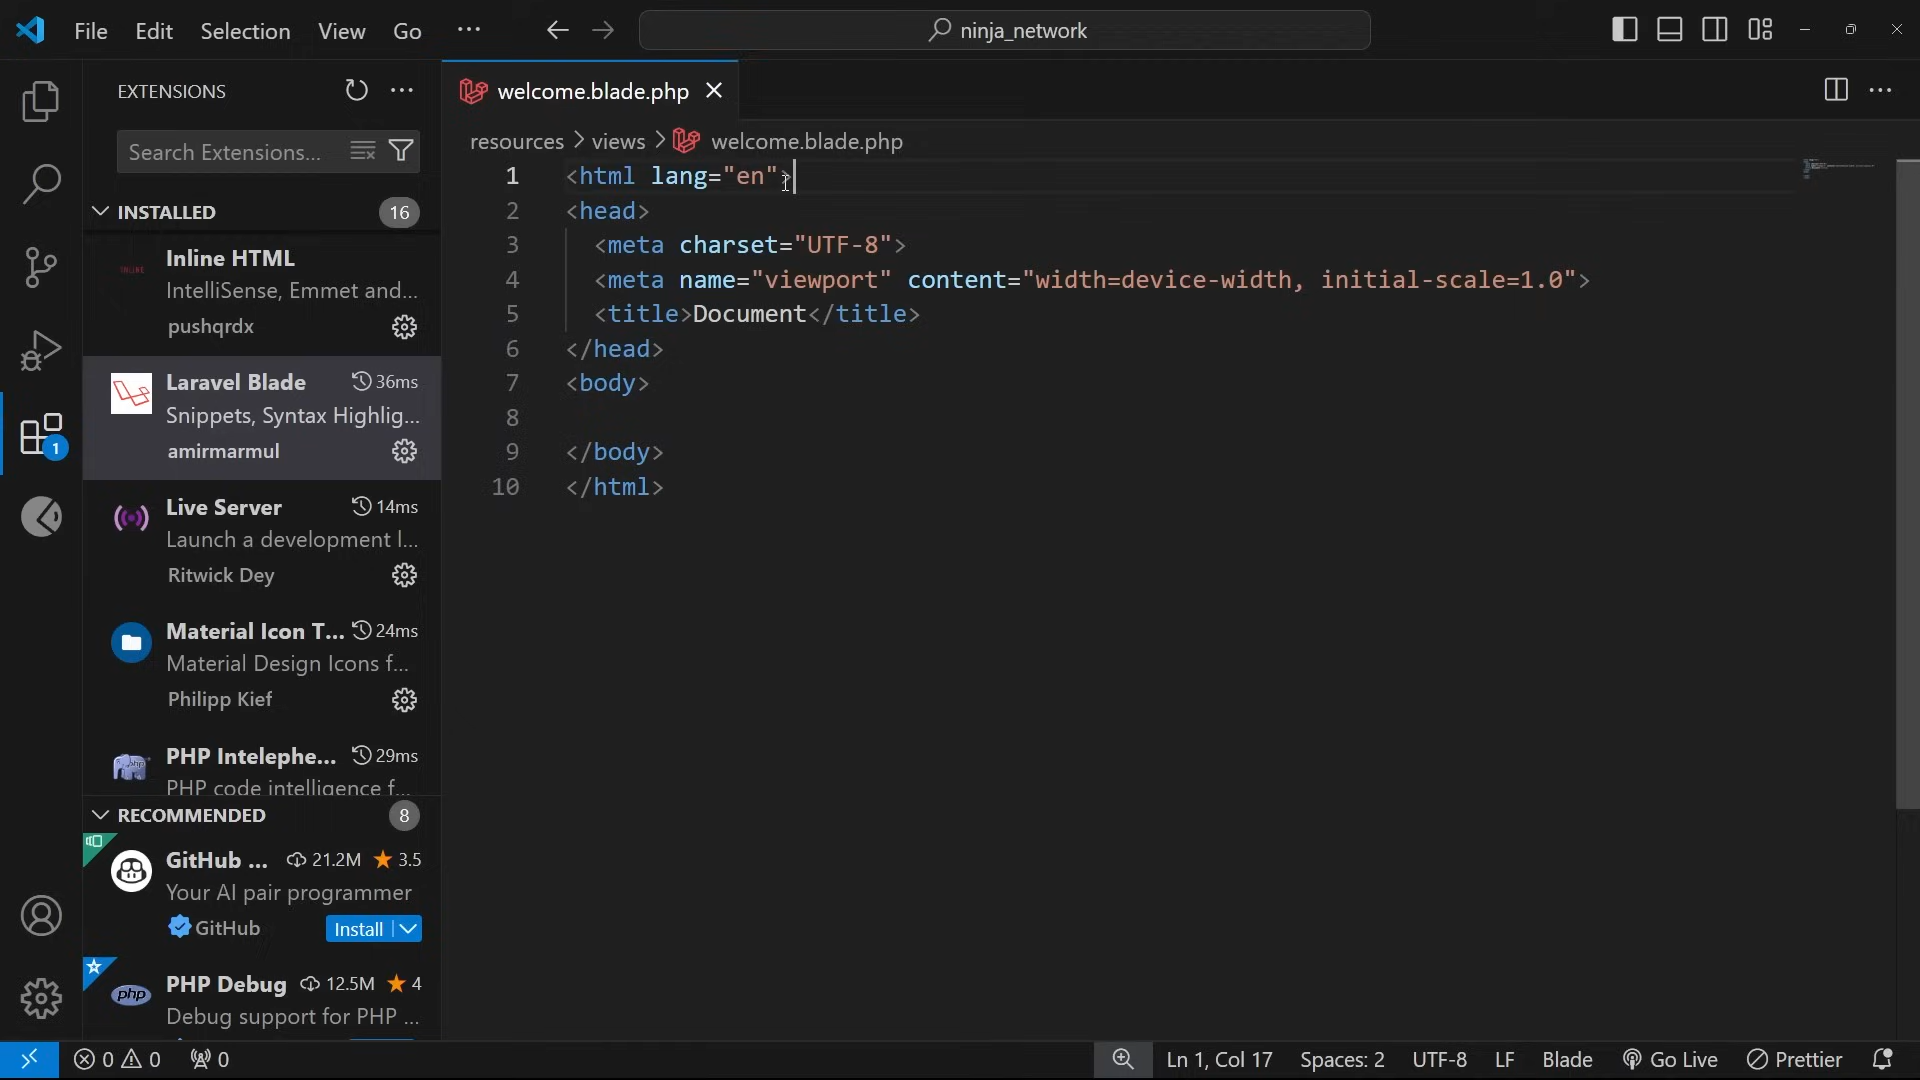 File Edit Selection View Go ··· ninja_network
EXTENSIONS
Search Extensions...
INSTALLED 16
Inline HTML
IntelliSense, Emmet and...
pushqrdx
Laravel Blade 36ms
Snippets, Syntax Highlig...
amirmarmul
Live Server 14ms
Launch a development l...
Ritwick Dey
Material Icon T... 24ms
Material Design Icons f...
Philipp Kief
PHP Intelephe... 29ms
PHP code intelligence f...
RECOMMENDED 8
GitHub ... 21.2M 3.5
Your AI pair programmer
GitHub Install
PHP Debug 12.5M 4
php
Debug support for PHP ...
1
welcome.blade.php
resources > views > welcome.blade.php
1 <html lang="en">
2 <head>
3 <meta charset="UTF-8">
4 <meta name="viewport" content="width=device-width, initial-scale=1.0">
5 <title>Document</title>
6 </head>
7 <body>
8
9 </body>
10 </html>
0 0 0 Ln 1, Col 17 Spaces: 2 UTF-8 LF Blade Go Live Prettier